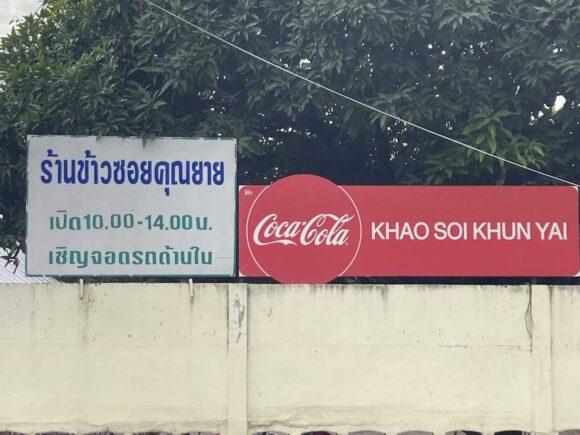 ร้านข้าวซอยคุณยาย
เปิด 10.00-14.00 น.
เชิญจอดรถด้านใน
Coca-Cola
KHAO SOI KHUN YAI